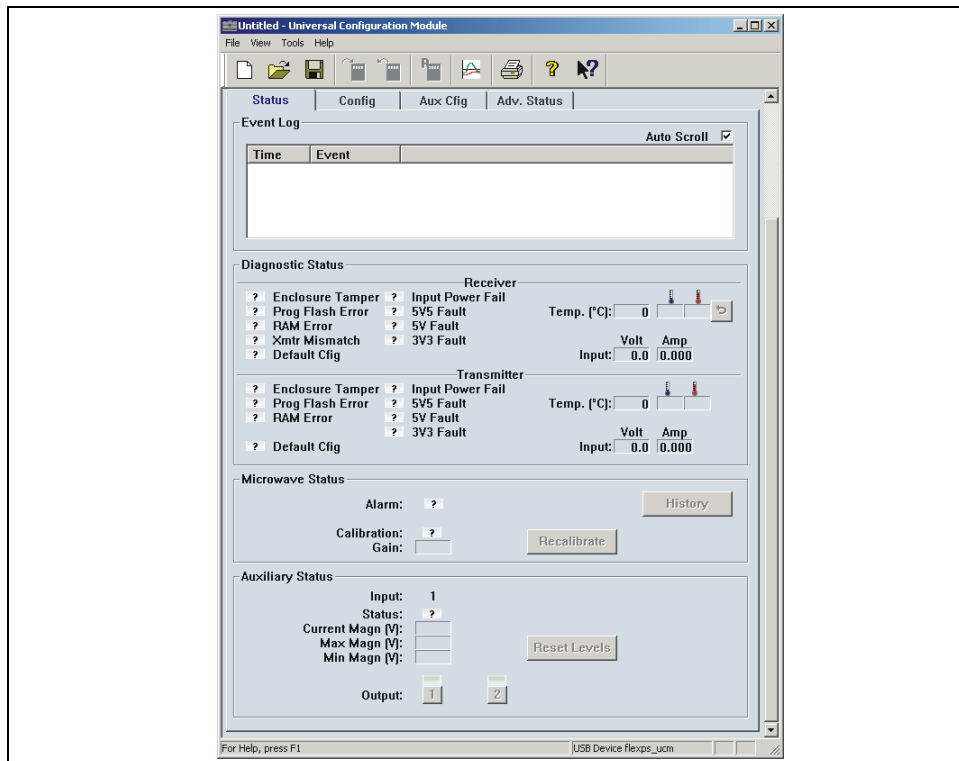 Untitled - Universal Configuration Module
File View Tools Help
Status Config Aux Cfig Adv. Status
Event Log
Auto Scroll
Time Event
Diagnostic Status
Receiver
? Enclosure Tamper ? Input Power Fail
? Prog Flash Error ? 5V5 Fault Temp. (°C): 0
? RAM Error ? 5V Fault
? Xmtr Mismatch ? 3V3 Fault Volt Amp
? Default Cfig Input: 0.0 0.000
Transmitter
? Enclosure Tamper ? Input Power Fail
? Prog Flash Error ? 5V5 Fault Temp. (°C): 0
? RAM Error ? 5V Fault
? 3V3 Fault Volt Amp
? Default Cfig Input: 0.0 0.000
Microwave Status
Alarm: ? History
Calibration: ?
Gain: Recalibrate
Auxiliary Status
Input: 1
Status: ?
Current Magn (V):
Max Magn (V): Reset Levels
Min Magn (V):
Output: 1 2
For Help, press F1 USB Device flexps_ucm